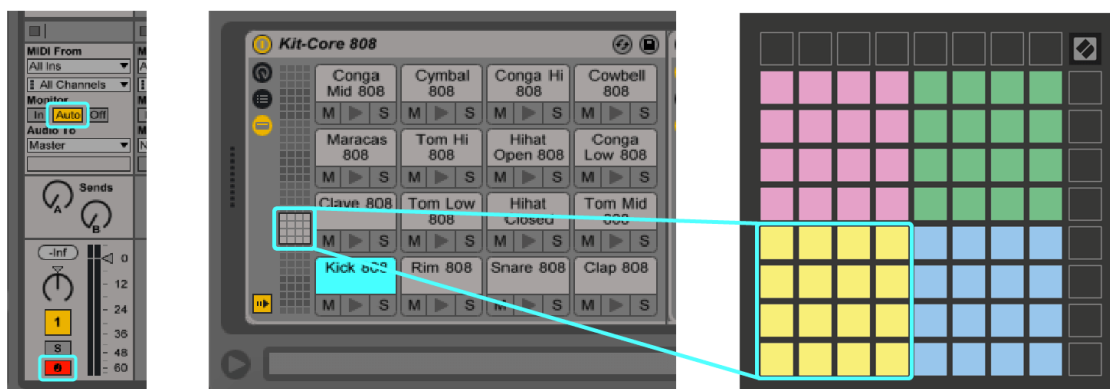 MIDI From
All Ins
All Channels
Monitor
In Auto Off
Audio To
Master
Sends
A
B
-Inf
0
12
24
1
36
S
48
60
Kit-Core 808
Conga Mid 808
Cymbal 808
Conga Hi 808
Cowbell 808
M S M S M S M S
Maracas 808
Tom Hi 808
Hihat Open 808
Conga Low 808
M S M S M S M S
Clave 808
Tom Low 808
Hihat Closed
Tom Mid 808
M S M S M S M S
Kick 808
Rim 808
Snare 808
Clap 808
M S M S M S M S